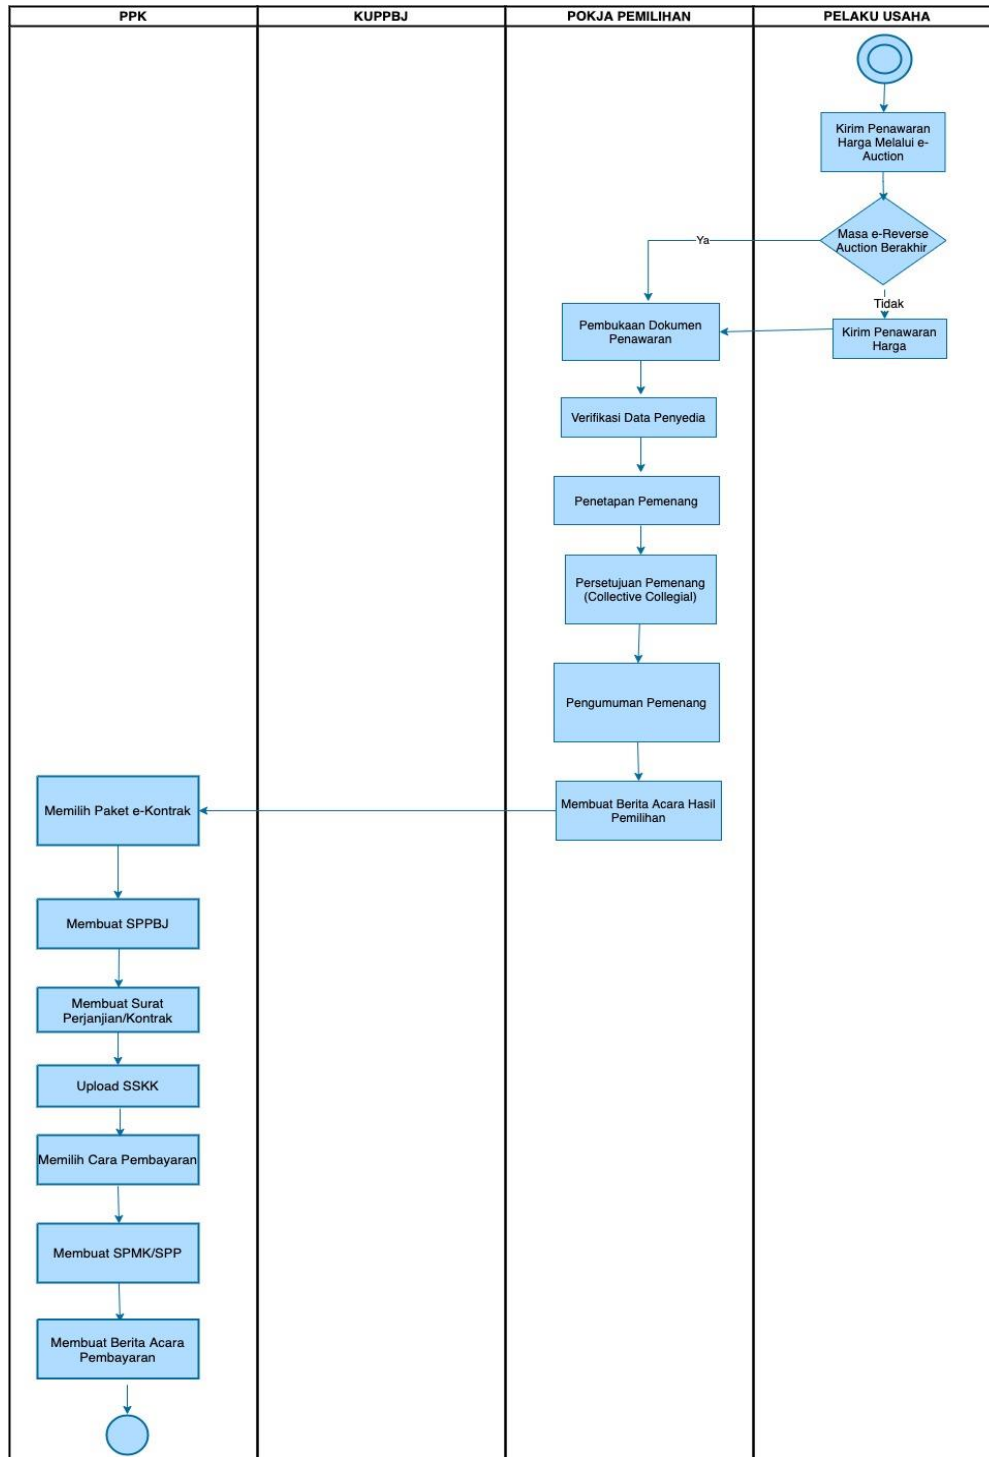 PPK
KUPPBJ
POKJA PEMILIHAN
PELAKU USAHA
Kirim Penawaran
Harga Melalui e-
Auction
Masa e-Reverse
Auction Berakhir
Ya
Tidak
Kirim Penawaran
Harga
Pembukaan Dokumen
Penawaran
Verifikasi Data Penyedia
Penetapan Pemenang
Persetujuan Pemenang
(Collective Collegial)
Pengumuman Pemenang
Membuat Berita Acara Hasil
Pemilihan
Memilih Paket e-Kontrak
Membuat SPPBJ
Membuat Surat
Perjanjian/Kontrak
Upload SSKK
Memilih Cara Pembayaran
Membuat SPMK/SPP
Membuat Berita Acara
Pembayaran